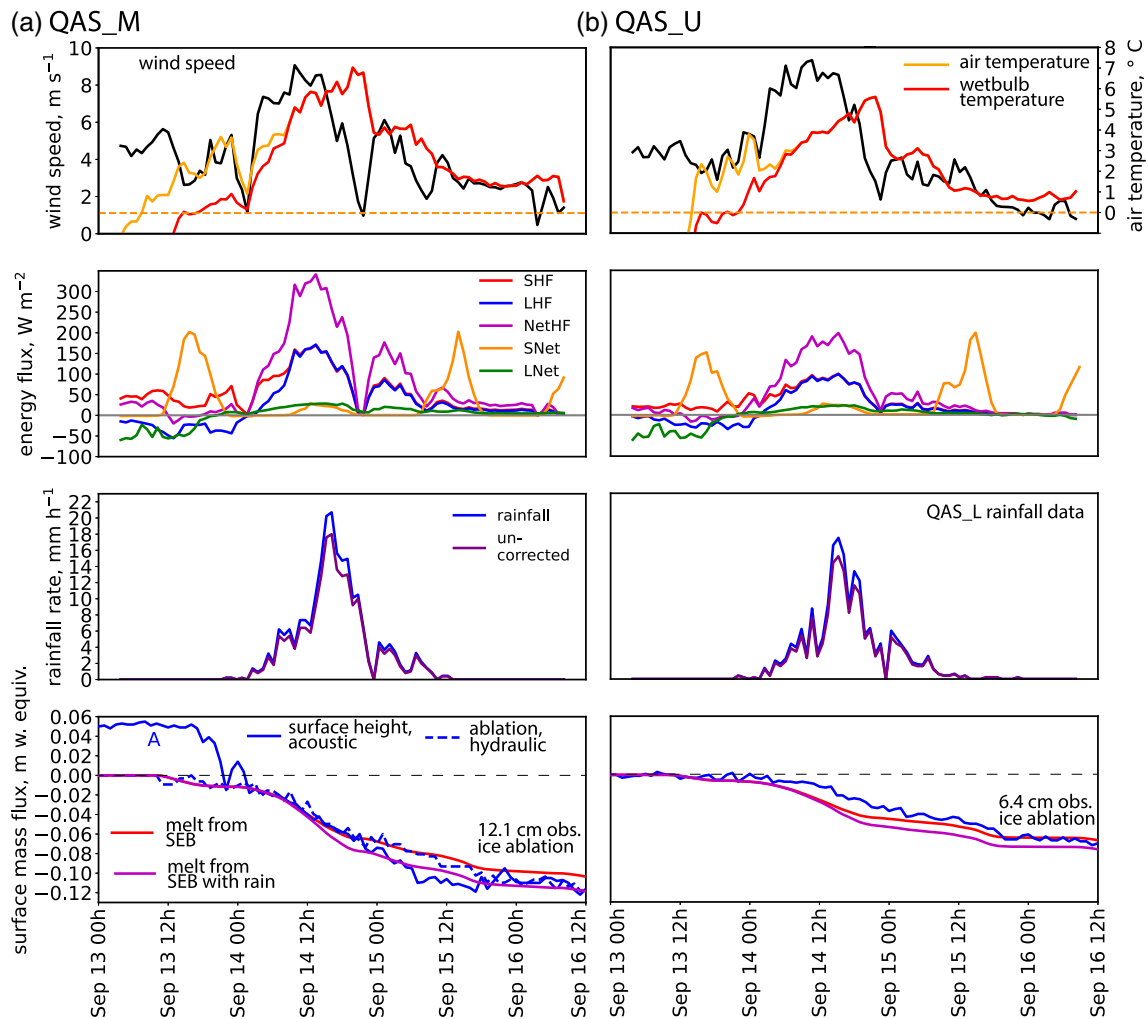 (a) QAS_M
(b) QAS_U
wind speed, m s⁻¹
10
8
6
4
2
0
wind speed
air temperature
wetbulb
temperature
8
7
6
5
4
3
2
1
0
air temperature, ° C
energy flux, W m⁻²
300
250
200
150
100
50
0
−50
−100
SHF
LHF
NetHF
SNet
LNet
rainfall rate, mm h⁻¹
22
20
18
16
14
12
10
8
6
4
2
0
rainfall
un-
corrected
QAS_L rainfall data
surface mass flux, m w. equiv.
0.06
0.04
0.02
0.00
−0.02
−0.04
−0.06
−0.08
−0.10
−0.12
A
surface height,
acoustic
ablation,
hydraulic
melt from
SEB
melt from
SEB with rain
12.1 cm obs.
ice ablation
6.4 cm obs.
ice ablation
Sep 13 00h
Sep 13 12h
Sep 14 00h
Sep 14 12h
Sep 15 00h
Sep 15 12h
Sep 16 00h
Sep 16 12h
Sep 13 00h
Sep 13 12h
Sep 14 00h
Sep 14 12h
Sep 15 00h
Sep 15 12h
Sep 16 00h
Sep 16 12h